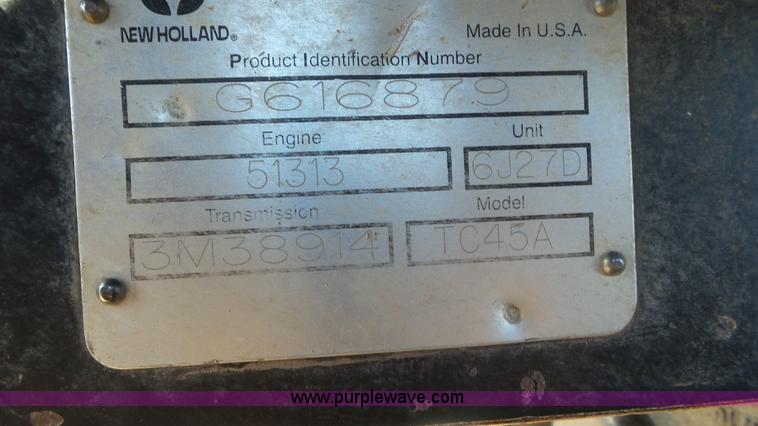 NEW HOLLAND®
Made In U.S.A.
Product Identification Number
G616879
Engine
Unit
51313
6J27D
Transmission
Model
3M38914
TC45A
www.purplewave.com